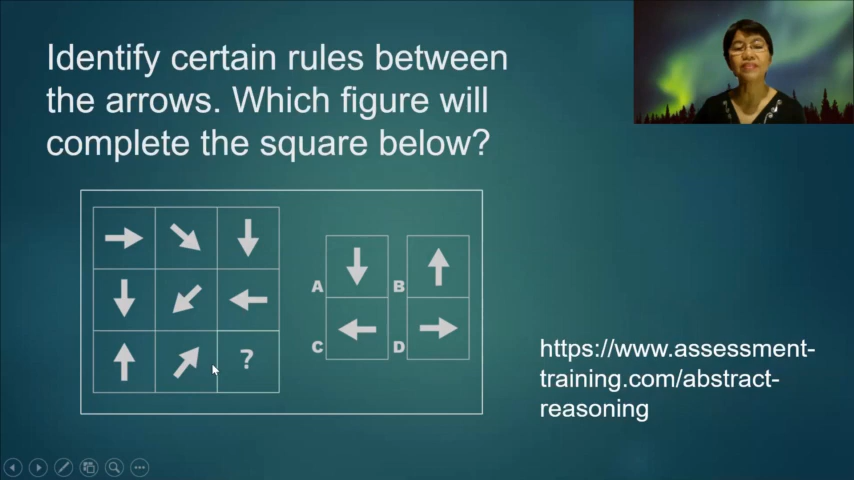 Identify certain rules between
the arrows. Which figure will
complete the square below?
A
B
?
C
D
https://www.assessment-
training.com/abstract-
reasoning